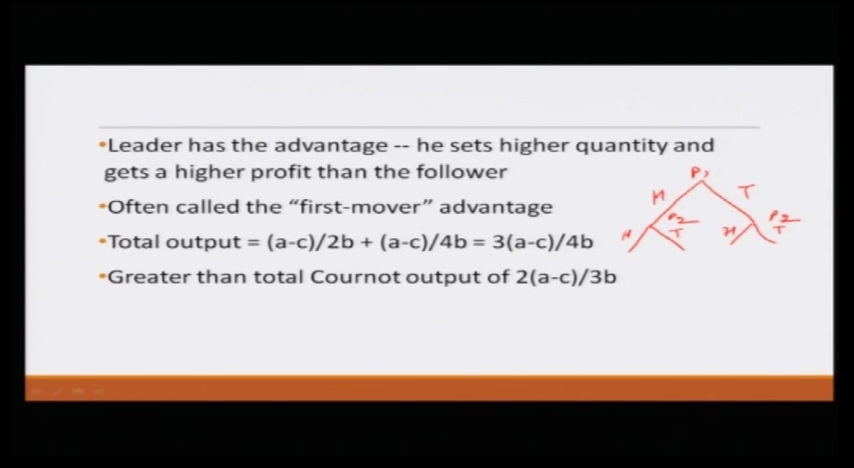 •Leader has the advantage -- he sets higher quantity and
gets a higher profit than the follower
•Often called the “first-mover” advantage
•Total output = (a-c)/2b + (a-c)/4b = 3(a-c)/4b
•Greater than total Cournot output of 2(a-c)/3b
P1
H T
P2 P2
H T H T